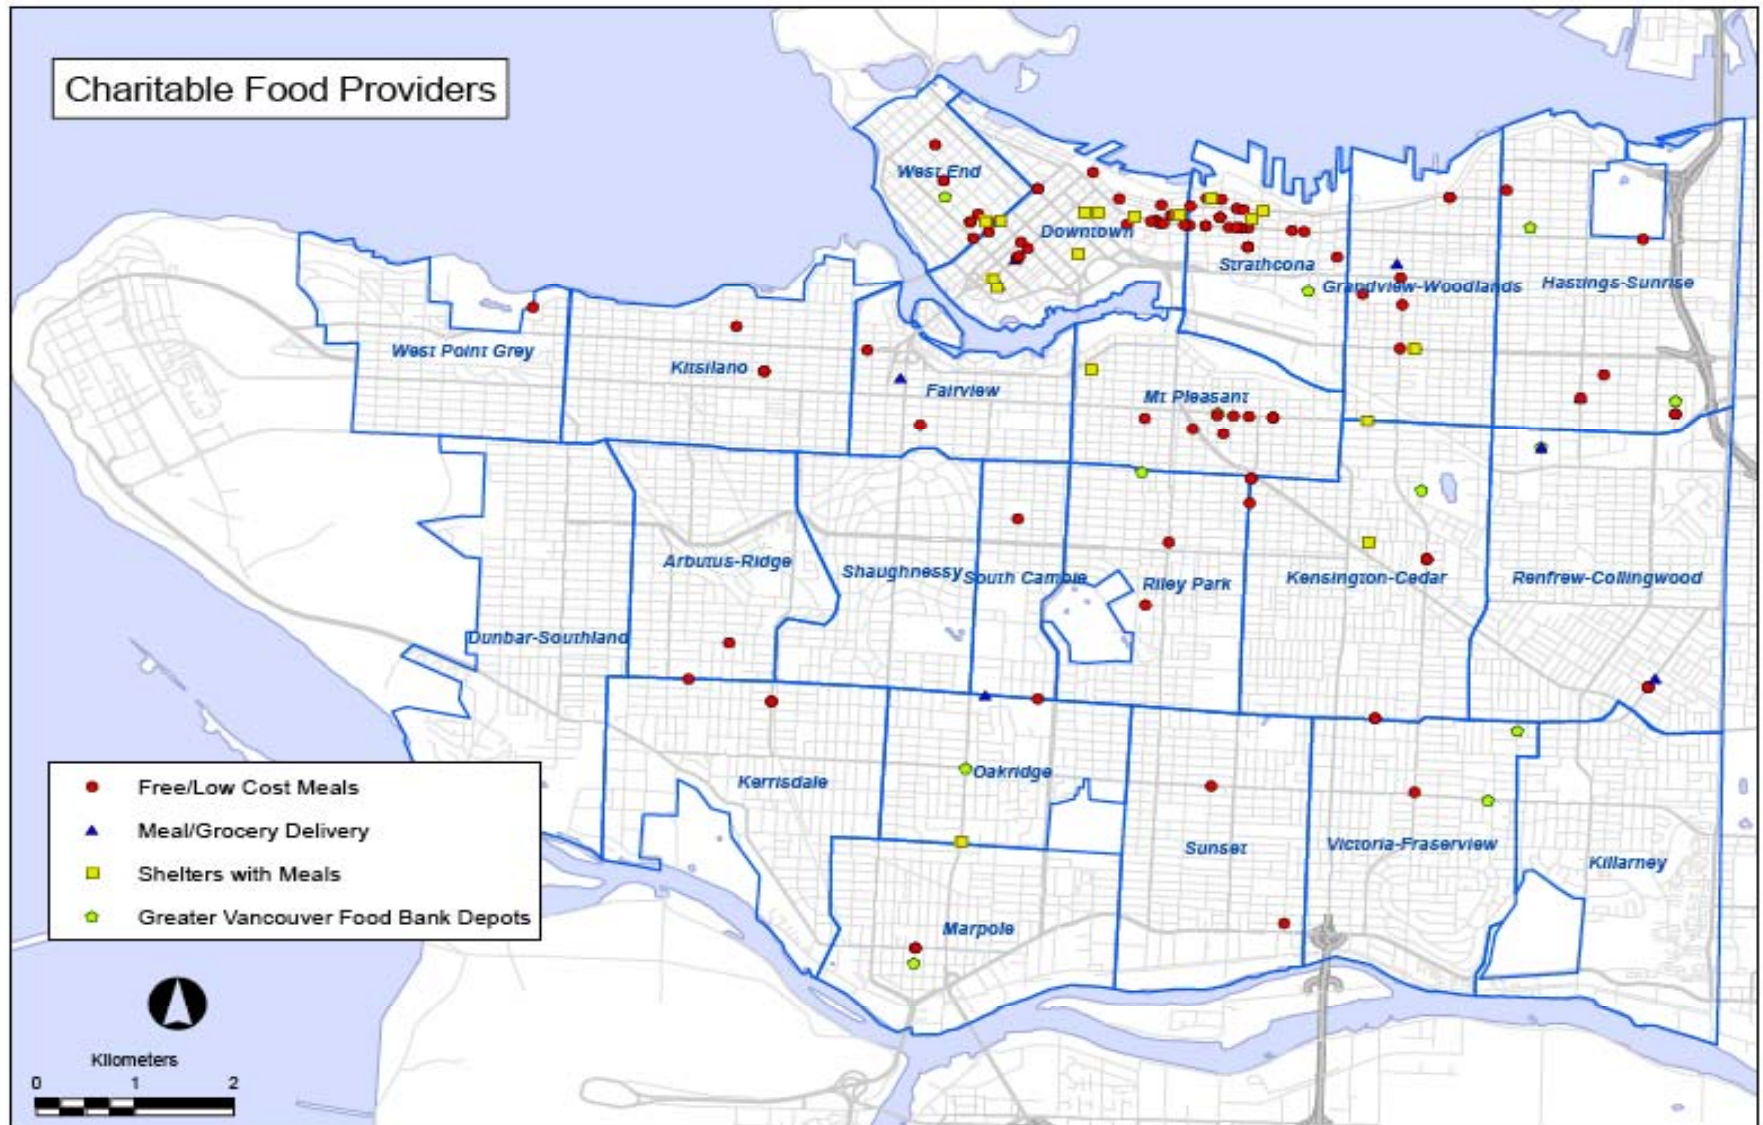 Charitable Food Providers
West End
Downtown
Strathcona
Grandview-Woodlands
Hastings-Sunrise
West Point Grey
Kitsilano
Fairview
Mt Pleasant
Arbutus-Ridge
Shaughnessy
South Cambie
Riley Park
Kensington-Cedar
Renfrew-Collingwood
Dunbar-Southland
Kerrisdale
Oakridge
Sunset
Victoria-Fraserview
Killarney
Marpole
Free/Low Cost Meals
Meal/Grocery Delivery
Shelters with Meals
Greater Vancouver Food Bank Depots
Kilometers
0 1 2